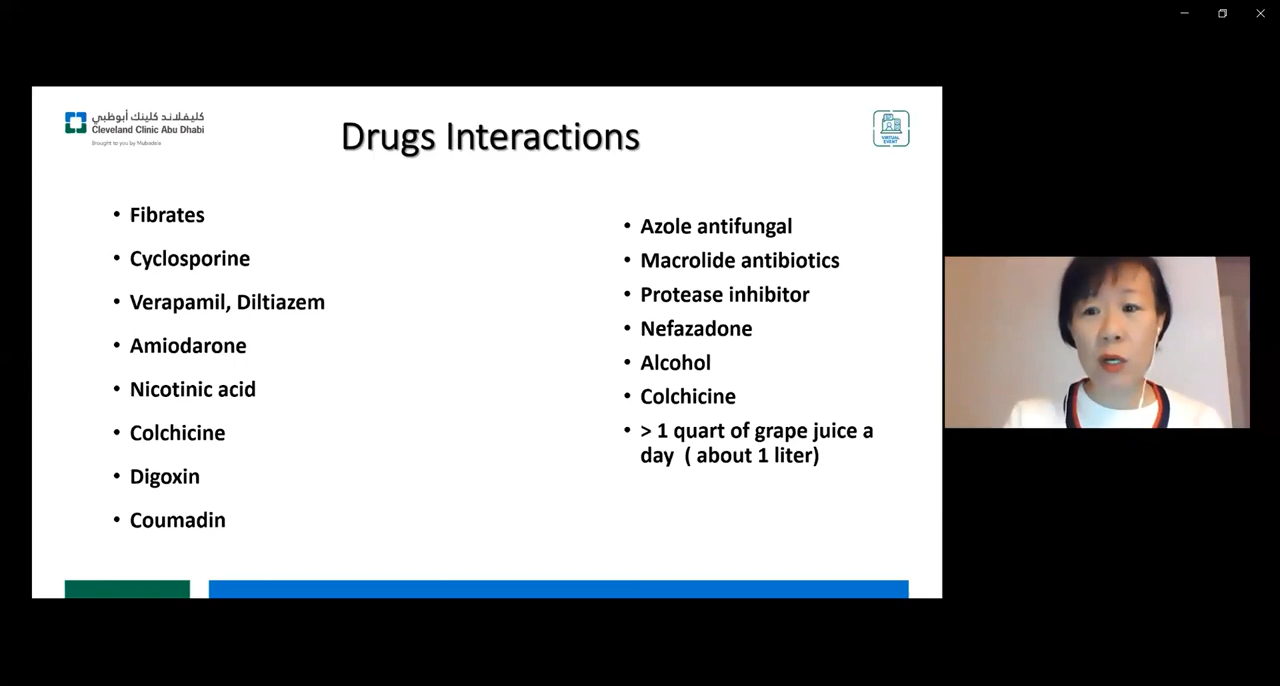 كليفلاند كلينك أبوظبي
Cleveland Clinic Abu Dhabi
Brought to you by Mubadala
Drugs Interactions
VIRTUAL
EVENT
• Fibrates
• Cyclosporine
• Verapamil, Diltiazem
• Amiodarone
• Nicotinic acid
• Colchicine
• Digoxin
• Coumadin
• Azole antifungal
• Macrolide antibiotics
• Protease inhibitor
• Nefazadone
• Alcohol
• Colchicine
• > 1 quart of grape juice a
day ( about 1 liter)